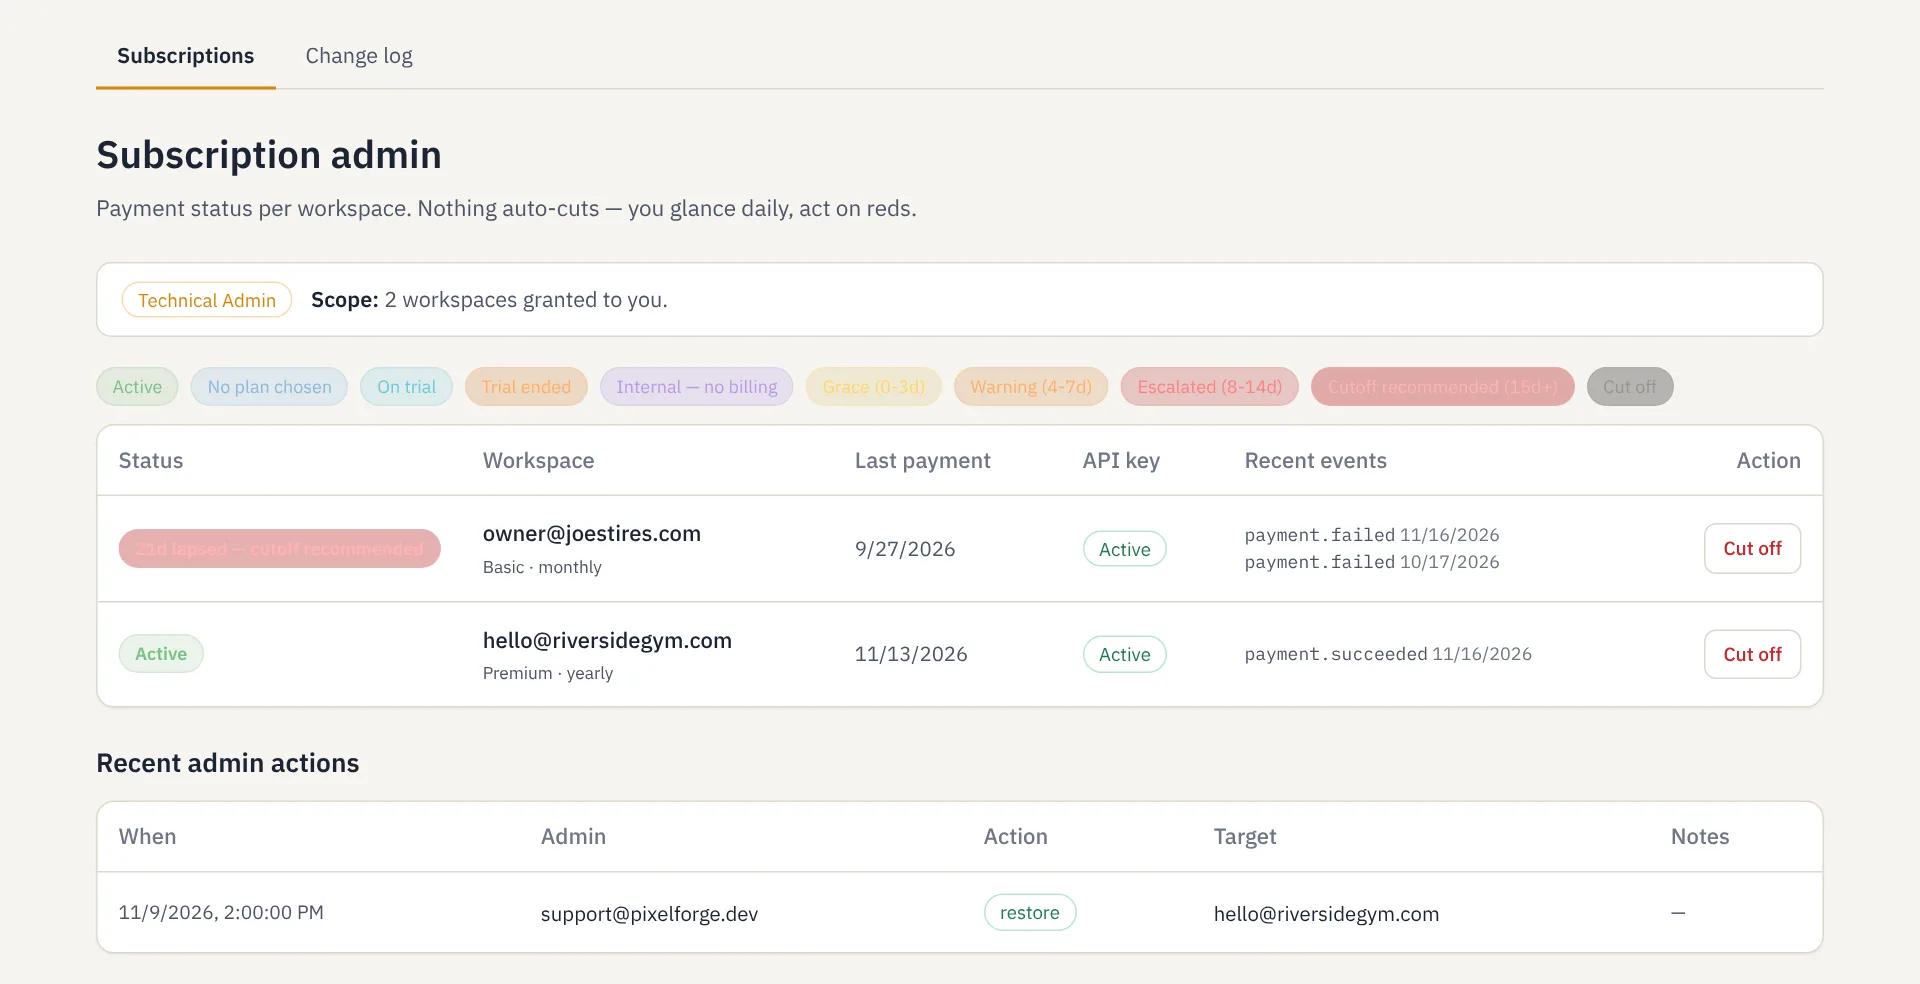 Subscriptions Change log
Subscription admin
Payment status per workspace. Nothing auto-cuts — you glance daily, act on reds.
Technical Admin Scope: 2 workspaces granted to you.
Active No plan chosen On trial Trial ended Internal — no billing Grace (0-3d) Warning (4-7d) Escalated (8-14d) Cutoff recommended (15d+) Cut off
Status Workspace Last payment API key Recent events Action
21d lapsed — cutoff recommended owner@joestires.com Basic · monthly 9/27/2026 Active payment.failed 11/16/2026 payment.failed 10/17/2026 Cut off
Active hello@riversidegym.com Premium · yearly 11/13/2026 Active payment.succeeded 11/16/2026 Cut off
Recent admin actions
When Admin Action Target Notes
11/9/2026, 2:00:00 PM support@pixelforge.dev restore hello@riversidegym.com —